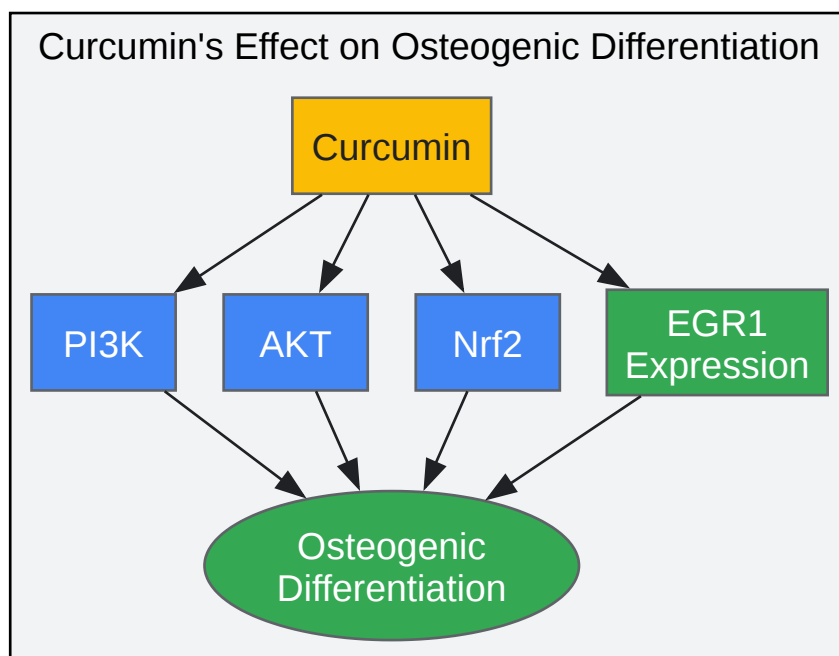 Curcumin's Effect on Osteogenic Differentiation
Curcumin
PI3K
AKT
Nrf2
EGR1
Expression
Osteogenic
Differentiation